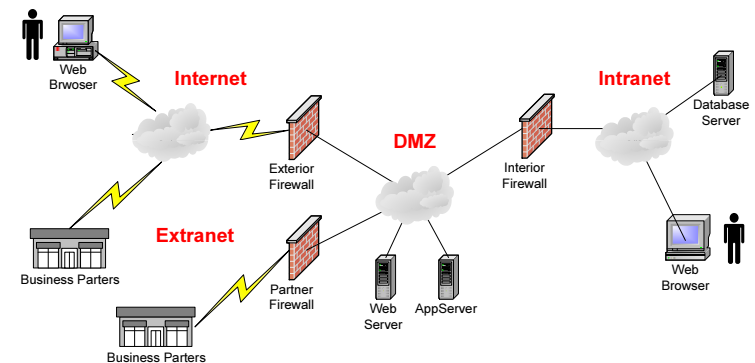 Web
Brwoser
Internet
Intranet
Database
Server
DMZ
Exterior
Firewall
Interior
Firewall
Extranet
Business Parters
Partner
Firewall
Web
Server
AppServer
Web
Browser
Business Parters